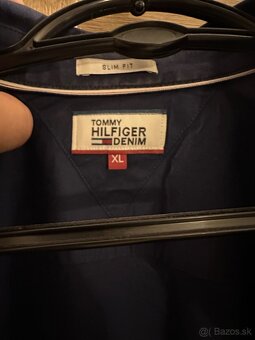 SLIM FIT
TOMMY
HILFIGER
DENIM
XL
Bazos.sk